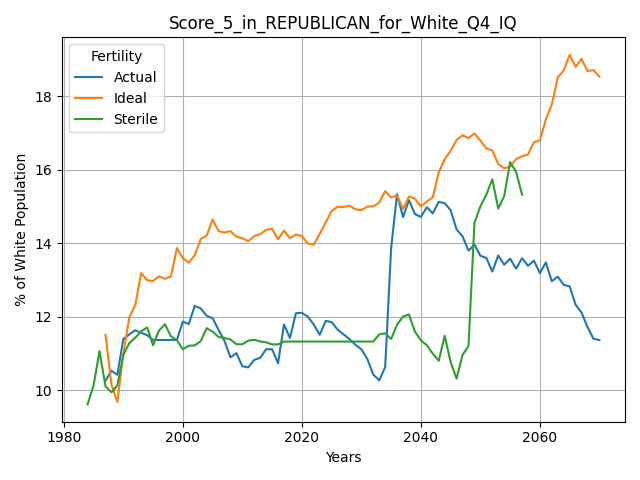 Score_5_in_REPUBLICAN_for_White_Q4_IQ
Fertility
Actual
Ideal
Sterile
% of White Population
18
16
14
12
10
1980
2000
2020
2040
2060
Years